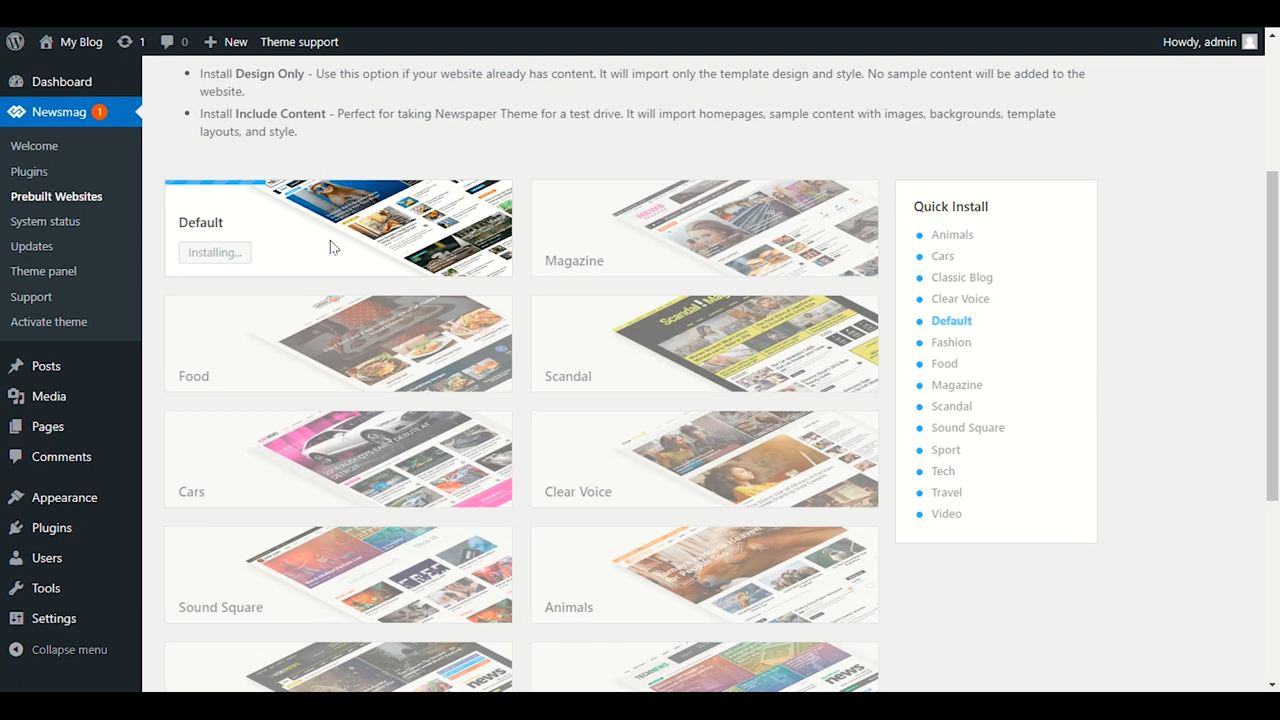 My Blog
1
0
New
Theme support
Howdy, admin
Dashboard
Newsmag 1
Welcome
Plugins
Prebuilt Websites
System status
Updates
Theme panel
Support
Activate theme
Posts
Media
Pages
Comments
Appearance
Plugins
Users
Tools
Settings
Collapse menu
Install Design Only - Use this option if your website already has content. It will import only the template design and style. No sample content will be added to the
website.
Install Include Content - Perfect for taking Newspaper Theme for a test drive. It will import homepages, sample content with images, backgrounds, template
layouts, and style.
Default
Installing...
NEWS
Magazine
Food
Scandal
Scandal
Cars
Clear Voice
Sound Square
Animals
news
news
Quick Install
Animals
Cars
Classic Blog
Clear Voice
Default
Fashion
Food
Magazine
Scandal
Sound Square
Sport
Tech
Travel
Video